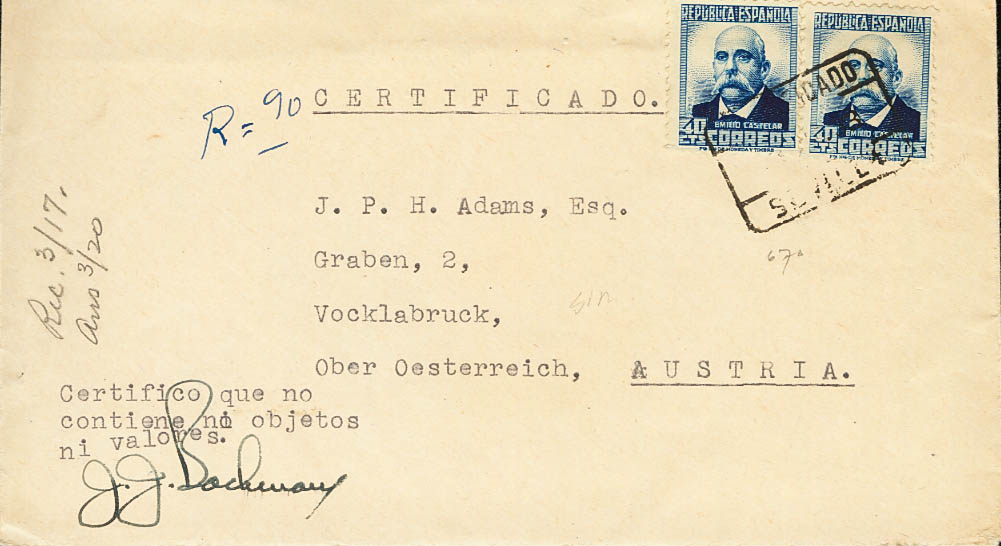 REPUBLICA ESPAÑOLA
EMILIO CASTELAR
40 CTS CORREOS
REPUBLICA ESPAÑOLA
EMILIO CASTELAR
40 CTS CORREOS
SEVILLA
R= 90
CERTIFICADO.
J. P. H. Adams, Esq.
Graben, 2,
Vocklabruck,
Ober Oesterreich, AUSTRIA.
Rec. 3/17.
Ans 3/20
Certifico que no
contiene ni objetos
ni valores.
J. J. Bochmany